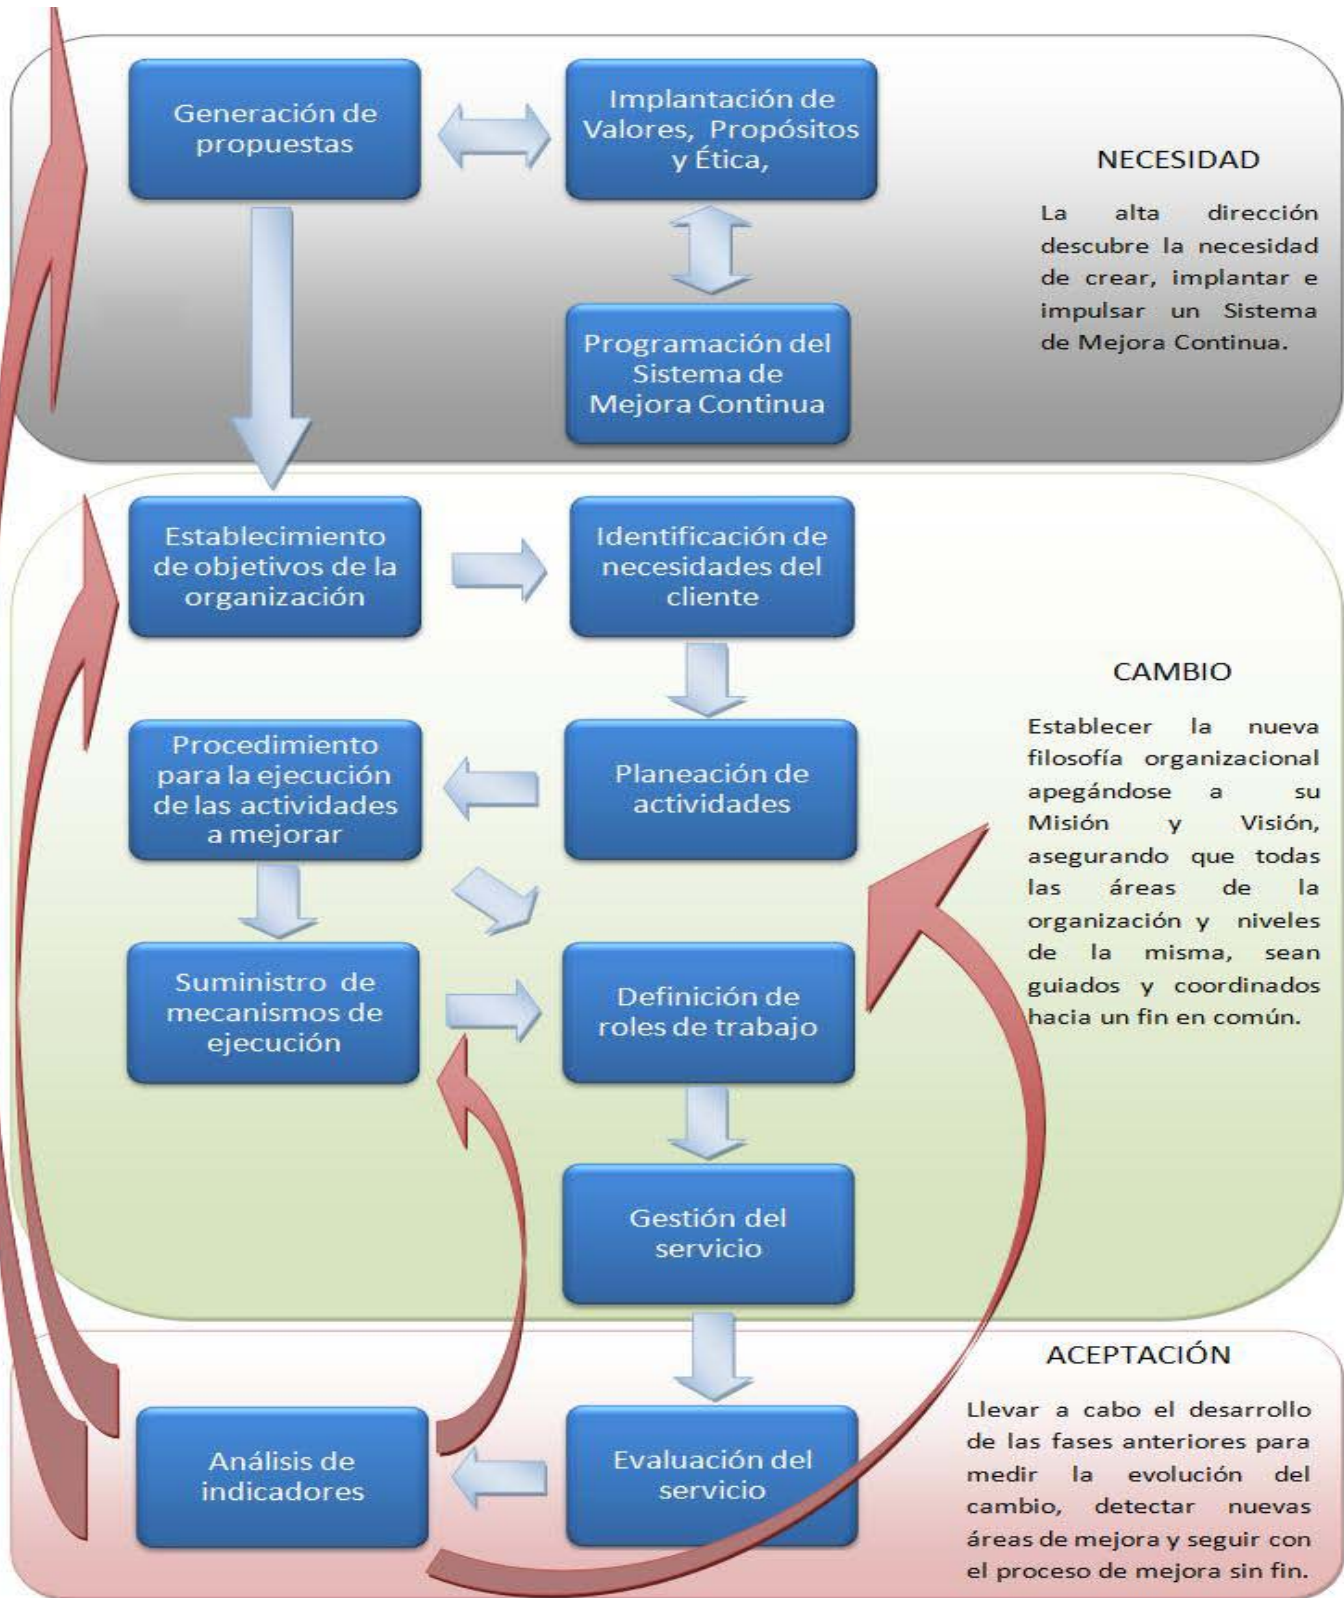 Generación de
propuestas
Implantación de
Valores,  Propósitos
y Ética,
Programación del
Sistema de
Mejora Continua
NECESIDAD
La alta dirección
descubre la necesidad
de crear, implantar e
impulsar un Sistema
de Mejora Continua.
Establecimiento
de objetivos de la
organización
Identificación de
necesidades del
cliente
Procedimiento
para la ejecución
de las actividades
a mejorar
Planeación de
actividades
Suministro de
mecanismos de
ejecución
Definición de
roles de trabajo
Gestión del
servicio
CAMBIO
Establecer la nueva
filosofía organizacional
apegándose a su
Misión y Visión,
asegurando que todas
las áreas de la
organización y niveles
de la misma, sean
guiados y coordinados
hacia un fin en común.
Análisis de
indicadores
Evaluación del
servicio
ACEPTACIÓN
Llevar a cabo el desarrollo
de las fases anteriores para
medir la evolución del
cambio, detectar nuevas
áreas de mejora y seguir con
el proceso de mejora sin fin.